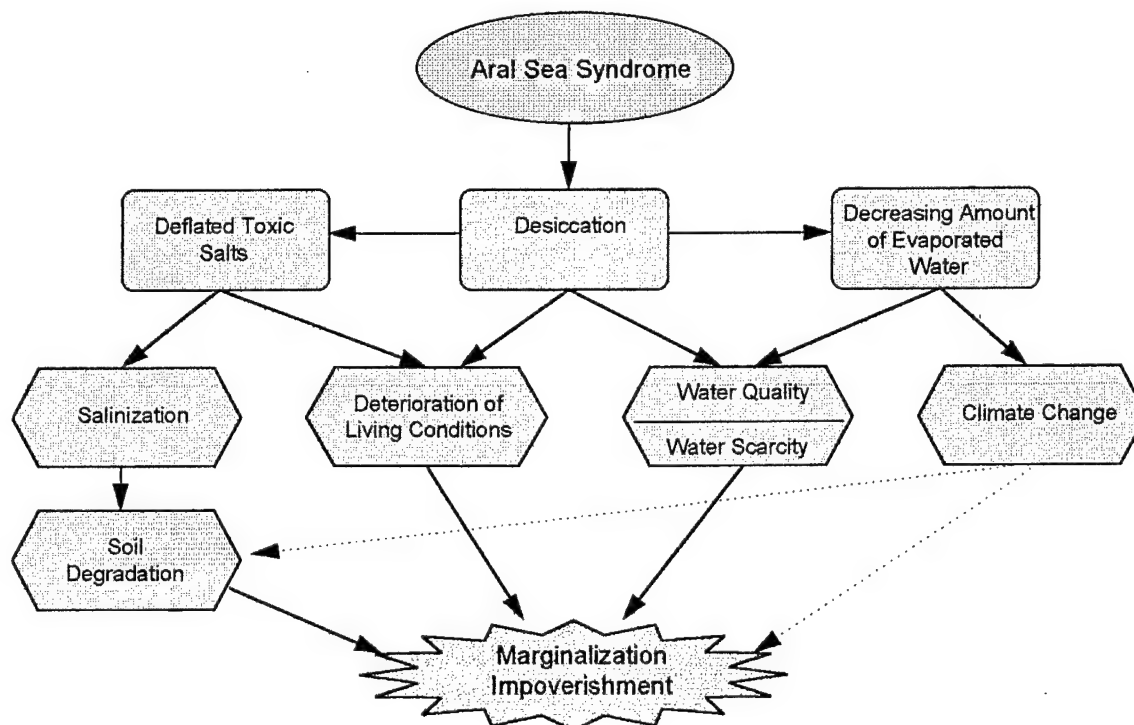 Aral Sea Syndrome
Deflated Toxic
Salts
Desiccation
Decreasing Amount
of Evaporated
Water
Salinization
Deterioration of
Living Conditions
Water Quality
Water Scarcity
Climate Change
Soil
Degradation
Marginalization
Impoverishment